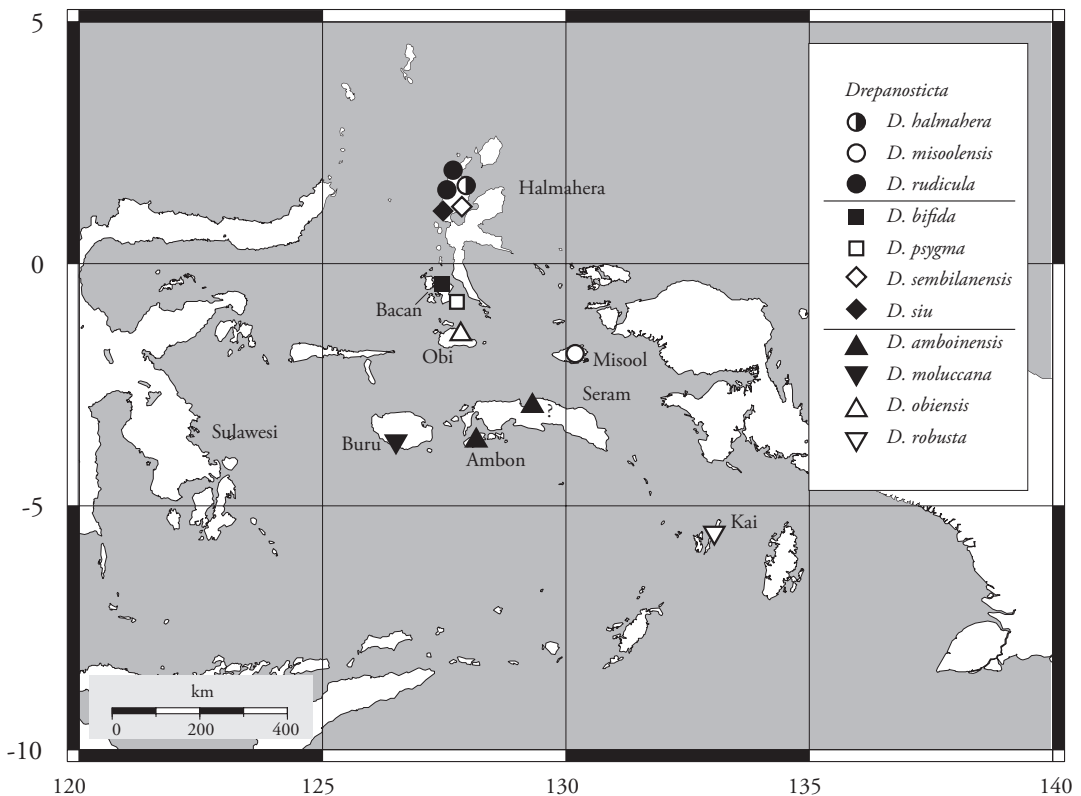 5
Drepanosticta
D. halmahera
D. misoolensis
D. rudicula
D. bifida
D. psygma
D. sembilanensis
D. siu
D. amboinensis
D. moluccana
D. obiensis
D. robusta
Halmahera
0
Bacan
Obi
Misool
Seram
?
Sulawesi
Buru
Ambon
-5
Kai
km
0 200 400
-10
120 125 130 135 140